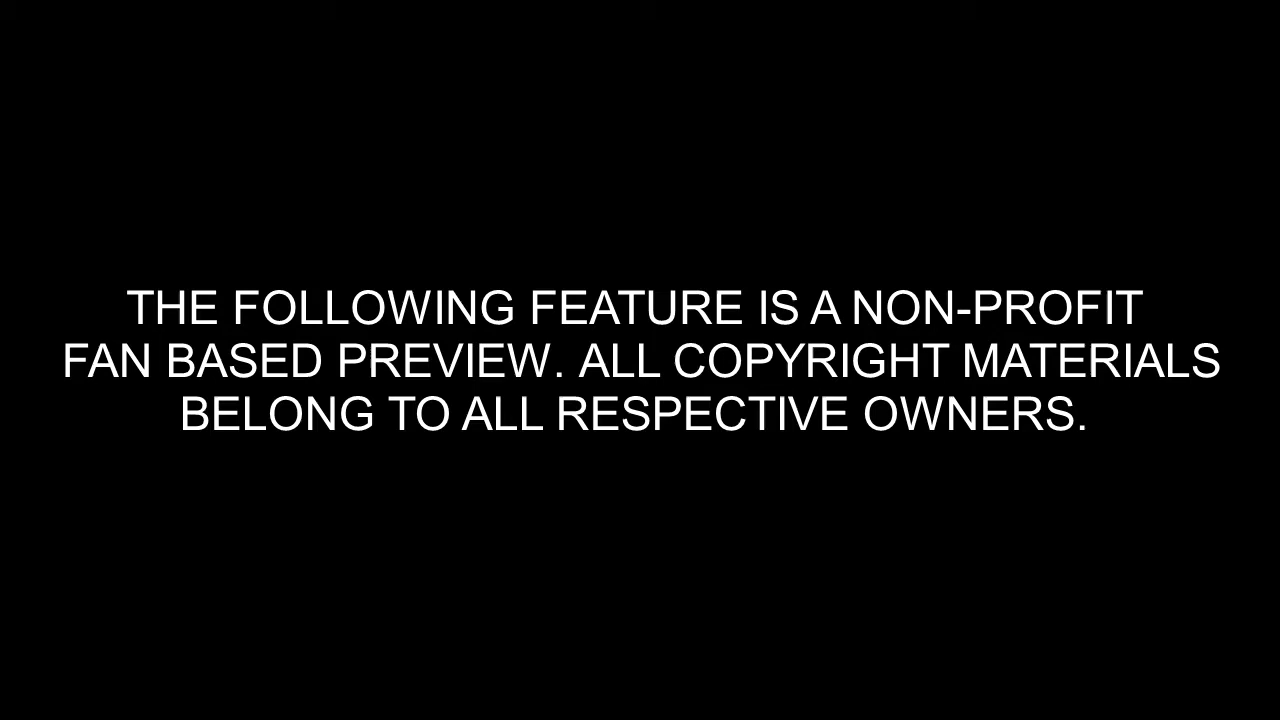 THE FOLLOWING FEATURE IS A NON-PROFIT
FAN BASED PREVIEW. ALL COPYRIGHT MATERIALS
BELONG TO ALL RESPECTIVE OWNERS.